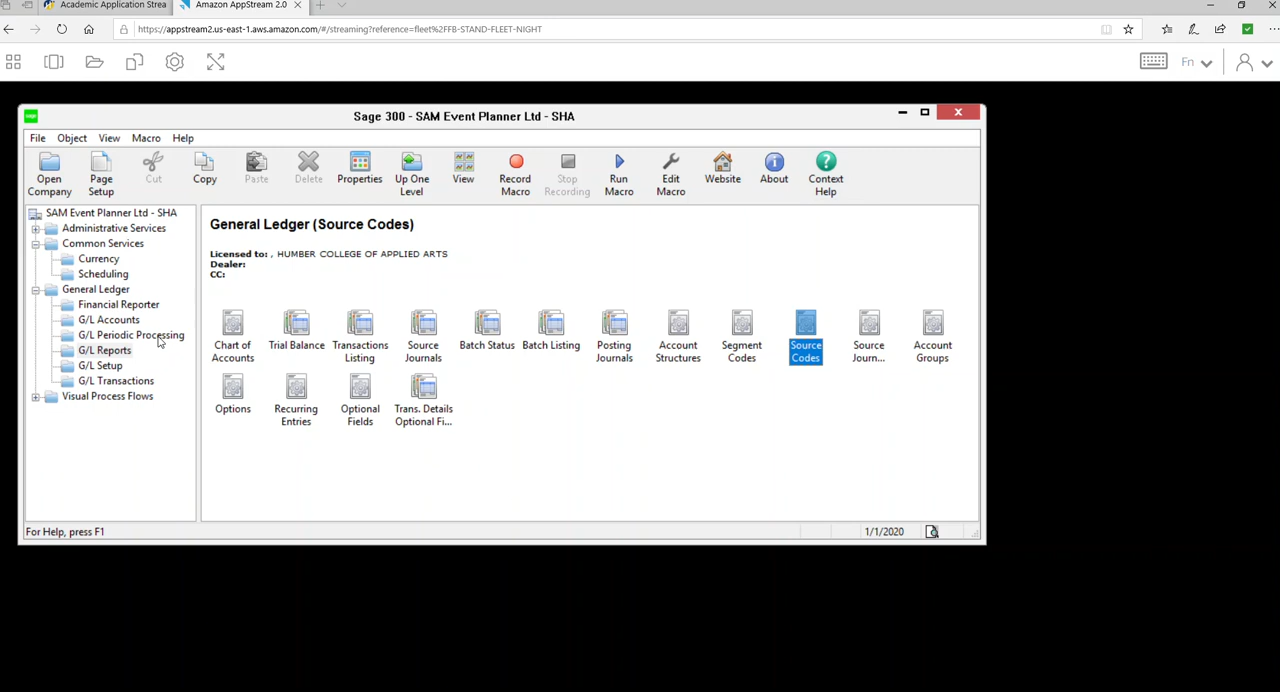 Academic Application Strea
Amazon AppStream 2.0
https://appstream2.us-east-1.aws.amazon.com/#/streaming?reference=fleet%2FFB-STAND-FLEET-NIGHT
Fn
sage
Sage 300 - SAM Event Planner Ltd - SHA
File Object View Macro Help
Open Company
Page Setup
Cut
Copy
Paste
Delete
Properties
Up One Level
View
Record Macro
Stop Recording
Run Macro
Edit Macro
Website
About
Context Help
SAM Event Planner Ltd - SHA
Administrative Services
Common Services
Currency
Scheduling
General Ledger
Financial Reporter
G/L Accounts
G/L Periodic Processing
G/L Reports
G/L Setup
G/L Transactions
Visual Process Flows
General Ledger (Source Codes)
Licensed to: , HUMBER COLLEGE OF APPLIED ARTS
Dealer:
CC:
Chart of Accounts
Trial Balance
Transactions Listing
Source Journals
Batch Status
Batch Listing
Posting Journals
Account Structures
Segment Codes
Source Codes
Source Journ...
Account Groups
Options
Recurring Entries
Optional Fields
Trans. Details Optional Fi...
For Help, press F1
1/1/2020